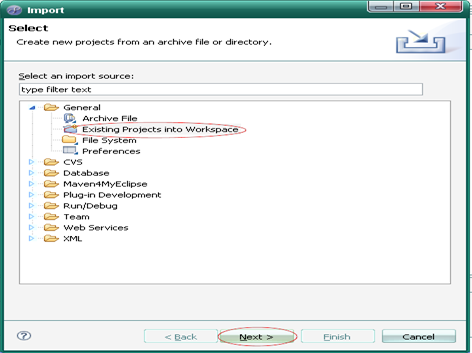 Import
Select
Create new projects from an archive file or directory.
Select an import source:
type filter text
General
Archive File
Existing Projects into Workspace
File System
Preferences
CVS
Database
Maven4MyEclipse
Plug-in Development
Run/Debug
Team
Web Services
XML
? < Back Next > Finish Cancel